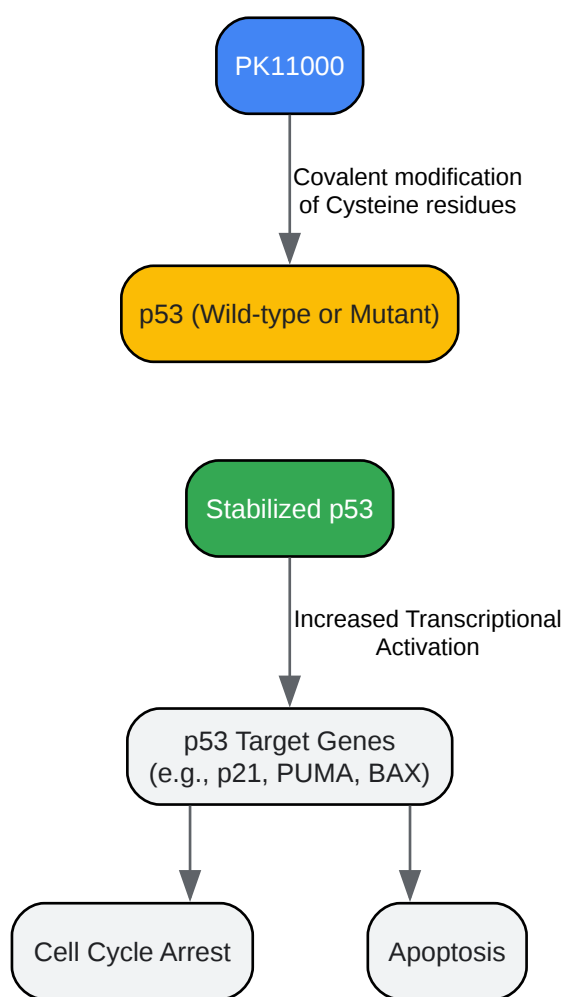 PK11000
Covalent modification
of Cysteine residues
p53 (Wild-type or Mutant)
Stabilized p53
Increased Transcriptional
Activation
p53 Target Genes
(e.g., p21, PUMA, BAX)
Cell Cycle Arrest
Apoptosis